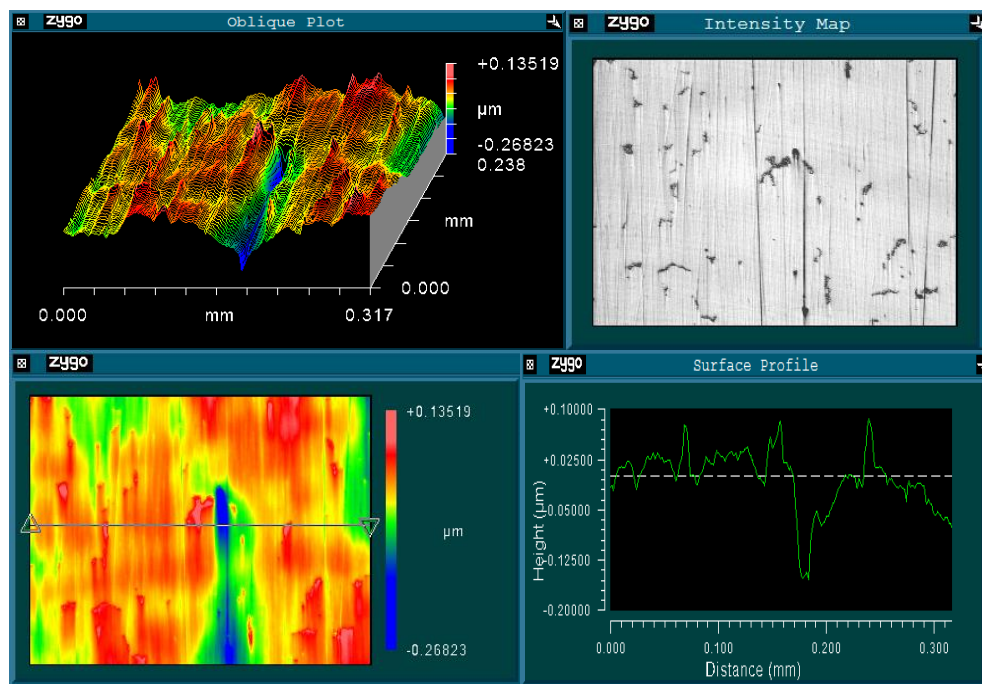 zygo
Oblique Plot
+0.13519
µm
-0.26823
0.238
mm
0.000
0.000
mm
0.317
zygo
Intensity Map
zygo
+0.13519
µm
-0.26823
zygo
Surface Profile
+0.10000
+0.02500
-0.05000
-0.12500
-0.20000
Height (µm)
0.000
0.100
0.200
0.300
Distance (mm)